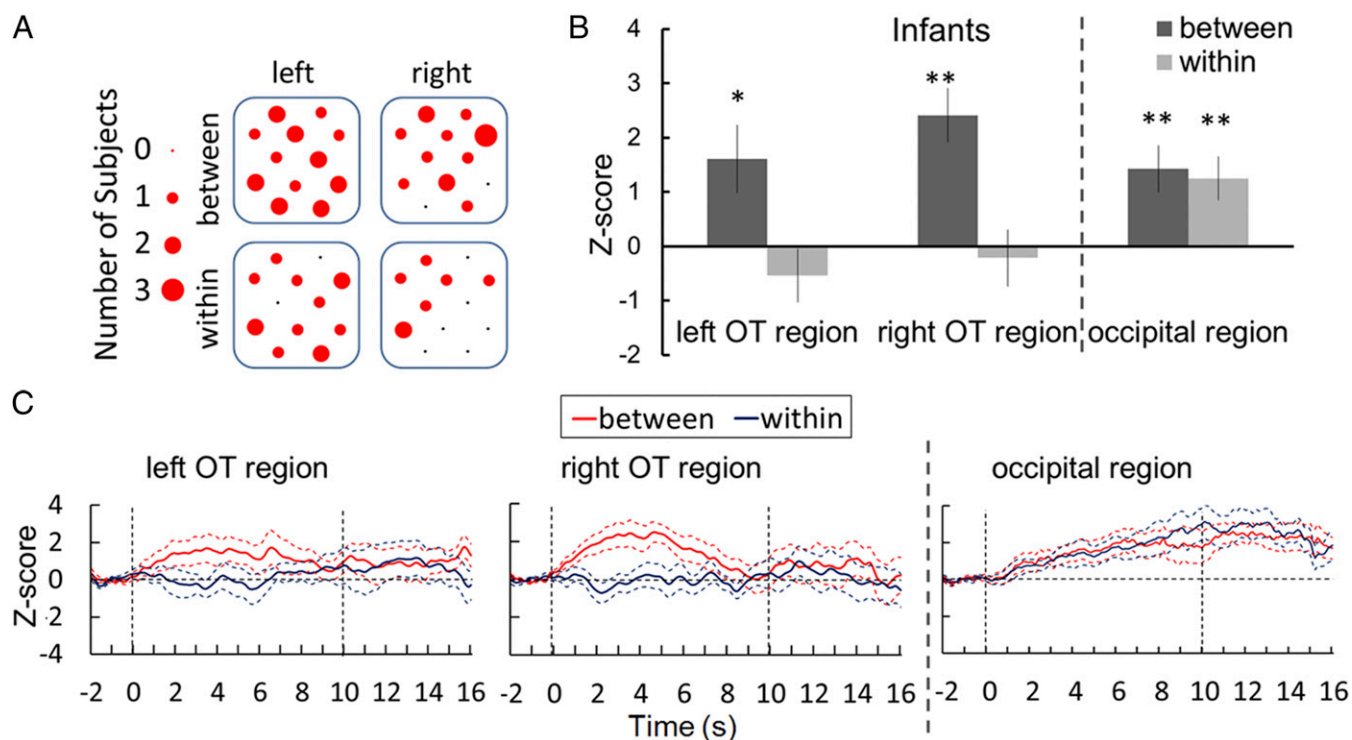 A
left right
Number of Subjects
0
1
2
3
between
within
B
Infants
between
within
Z-score
4
3
2
1
0
-1
-2
*
**
** **
left OT region right OT region occipital region
C
between within
left OT region right OT region occipital region
Z-score
4
2
0
-2
-4
-2 0 2 4 6 8 10 12 14 16 -2 0 2 4 6 8 10 12 14 16 -2 0 2 4 6 8 10 12 14 16
Time (s)